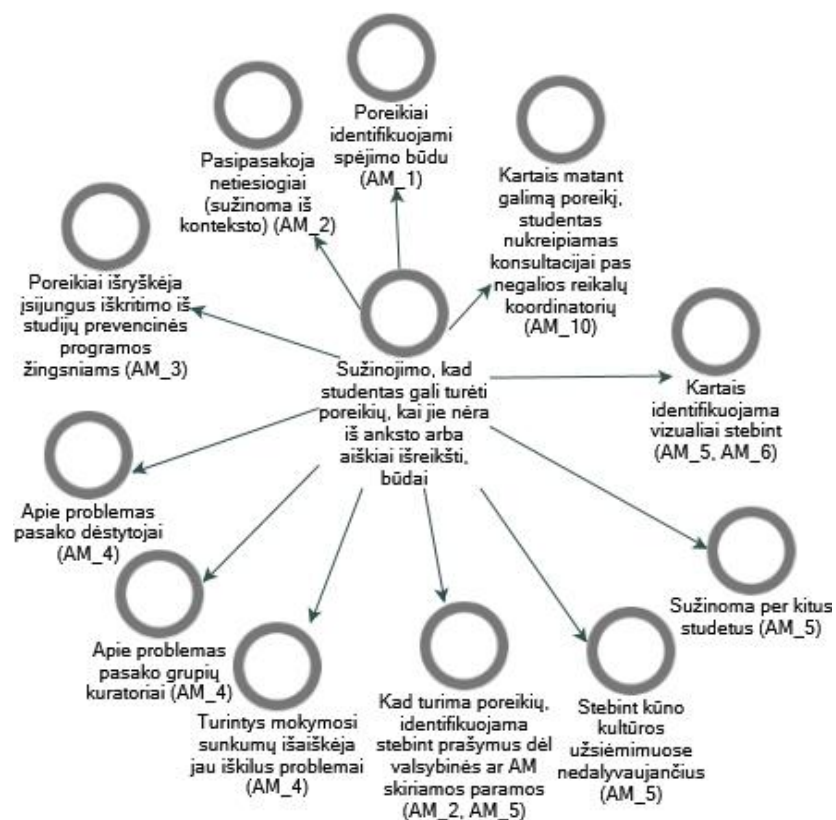 Poreikiai
identifikuojami
spėjimo būdu
(AM_1)
Pasipasakoja
netiesiogiai
(sužinoma iš
konteksto) (AM_2)
Kartais matant
galimą poreikį,
studentas
nukreipiamas
konsultacijai pas
negalios reikalų
koordinatorių
(AM_10)
Poreikiai išryškėja
įsijungus iškritimo iš
studijų prevencinės
programos
žingsniams (AM_3)
Sužinojimo, kad
studentas gali turėti
poreikių, kai jie nėra
iš anksto arba
aiškiai išreikšti,
būdai
Kartais
identifikuojama
vizualiai stebint
(AM_5, AM_6)
Apie problemas
pasako dėstytojai
(AM_4)
Sužinoma per kitus
studetus (AM_5)
Apie problemas
pasako grupių
kuratoriai (AM_4)
Turintys mokymosi
sunkumų išaiškėja
jau iškilus problemai
(AM_4)
Kad turima poreikių,
identifikuojama
stebint prašymus dėl
valsybinės ar AM
skiriamos paramos
(AM_2, AM_5)
Stebint kūno
kultūros
užsiėmimuose
nedalyvaujančius
(AM_5)